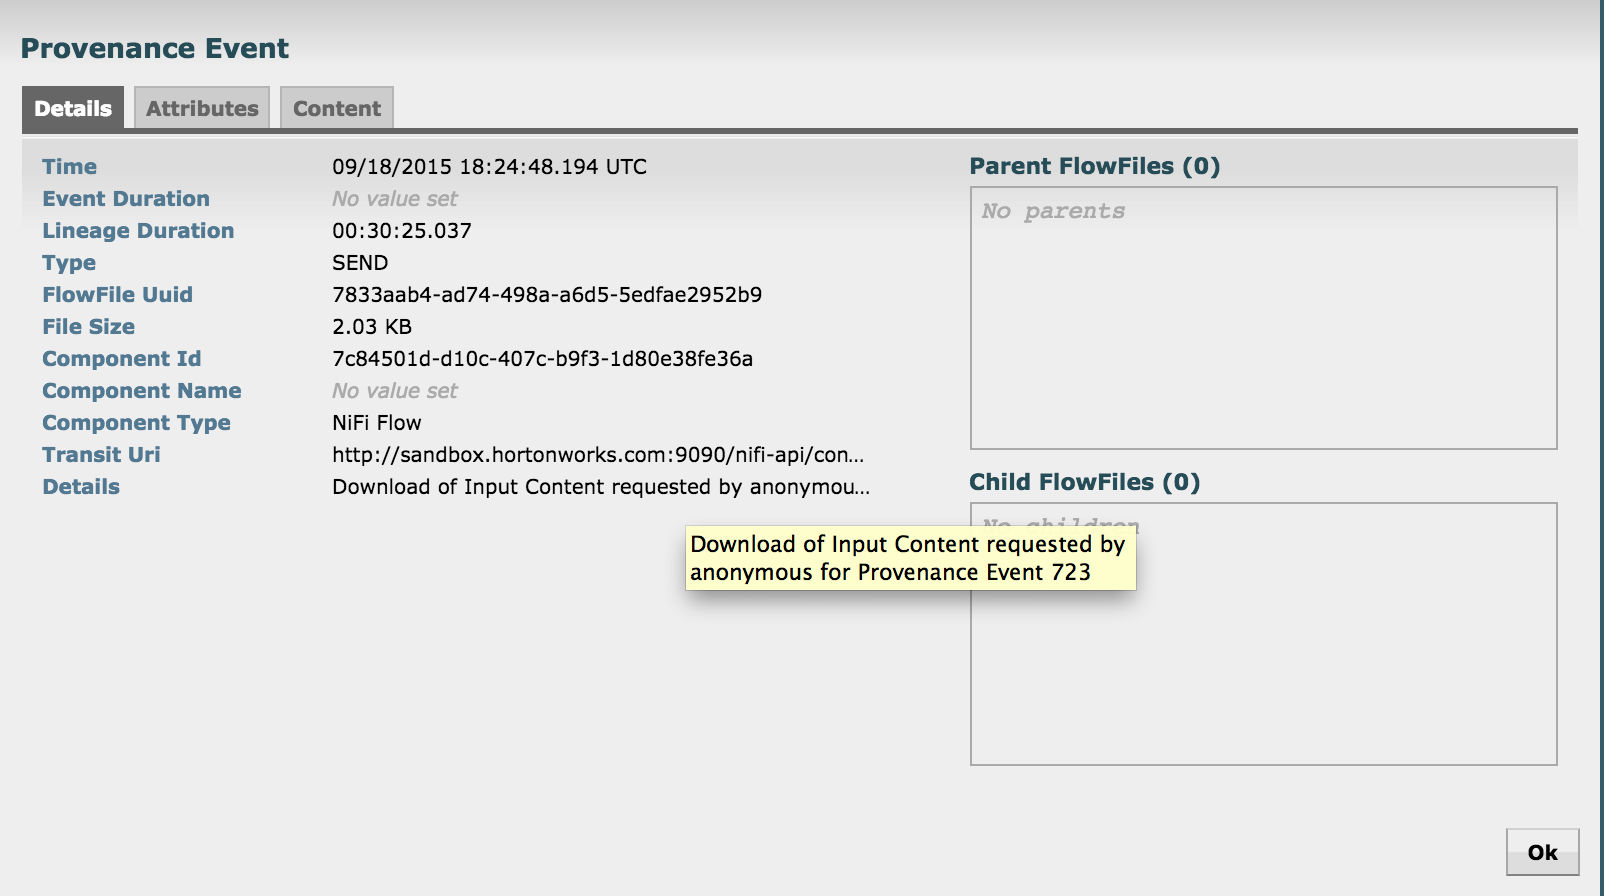 Provenance Event
Details
Attributes
Content
Time 09/18/2015 18:24:48.194 UTC
Event Duration No value set
Lineage Duration 00:30:25.037
Type SEND
FlowFile Uuid 7833aab4-ad74-498a-a6d5-5edfae2952b9
File Size 2.03 KB
Component Id 7c84501d-d10c-407c-b9f3-1d80e38fe36a
Component Name No value set
Component Type NiFi Flow
Transit Uri http://sandbox.hortonworks.com:9090/nifi-api/con...
Details Download of Input Content requested by anonymou...
Download of Input Content requested by
anonymous for Provenance Event 723
Parent FlowFiles (0)
No parents
Child FlowFiles (0)
No children
Ok